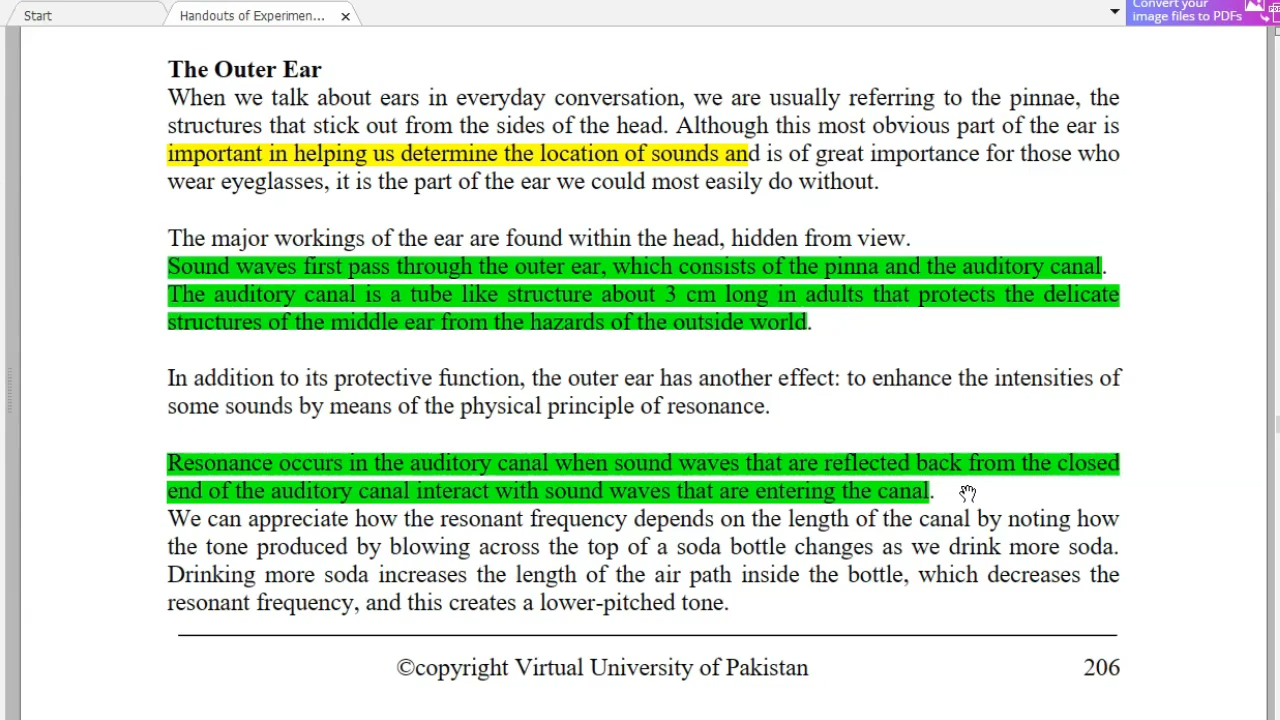 Start
Handouts of Experimen...
Convert your
image files to PDFs
The Outer Ear
When we talk about ears in everyday conversation, we are usually referring to the pinnae, the
structures that stick out from the sides of the head. Although this most obvious part of the ear is
important in helping us determine the location of sounds and is of great importance for those who
wear eyeglasses, it is the part of the ear we could most easily do without.
The major workings of the ear are found within the head, hidden from view.
Sound waves first pass through the outer ear, which consists of the pinna and the auditory canal.
The auditory canal is a tube like structure about 3 cm long in adults that protects the delicate
structures of the middle ear from the hazards of the outside world.
In addition to its protective function, the outer ear has another effect: to enhance the intensities of
some sounds by means of the physical principle of resonance.
Resonance occurs in the auditory canal when sound waves that are reflected back from the closed
end of the auditory canal interact with sound waves that are entering the canal.
We can appreciate how the resonant frequency depends on the length of the canal by noting how
the tone produced by blowing across the top of a soda bottle changes as we drink more soda.
Drinking more soda increases the length of the air path inside the bottle, which decreases the
resonant frequency, and this creates a lower-pitched tone.
©copyright Virtual University of Pakistan 206